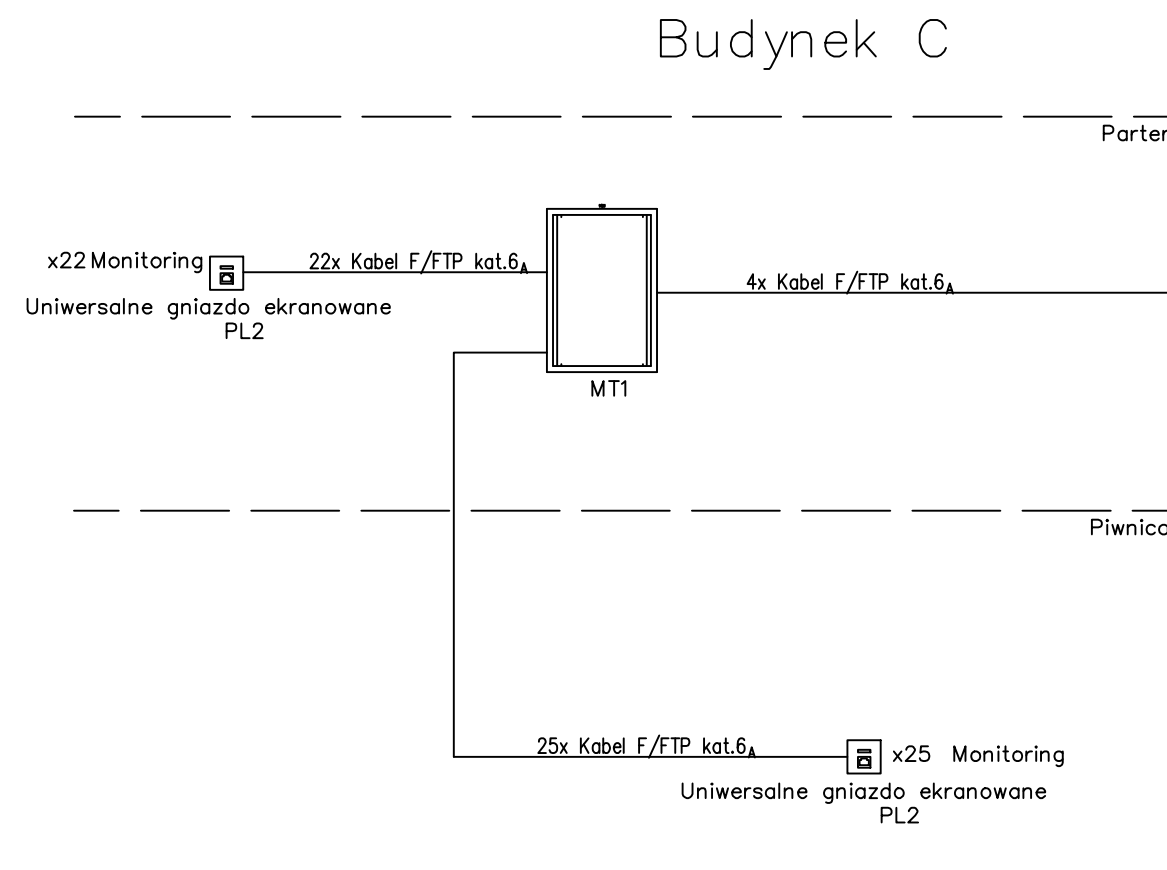 Budynek C
Parter
x22 Monitoring
22x Kabel F/FTP kat.6A
4x Kabel F/FTP kat.6A
Uniwersalne gniazdo ekranowane
PL2
MT1
Piwnica
25x Kabel F/FTP kat.6A
x25 Monitoring
Uniwersalne gniazdo ekranowane
PL2